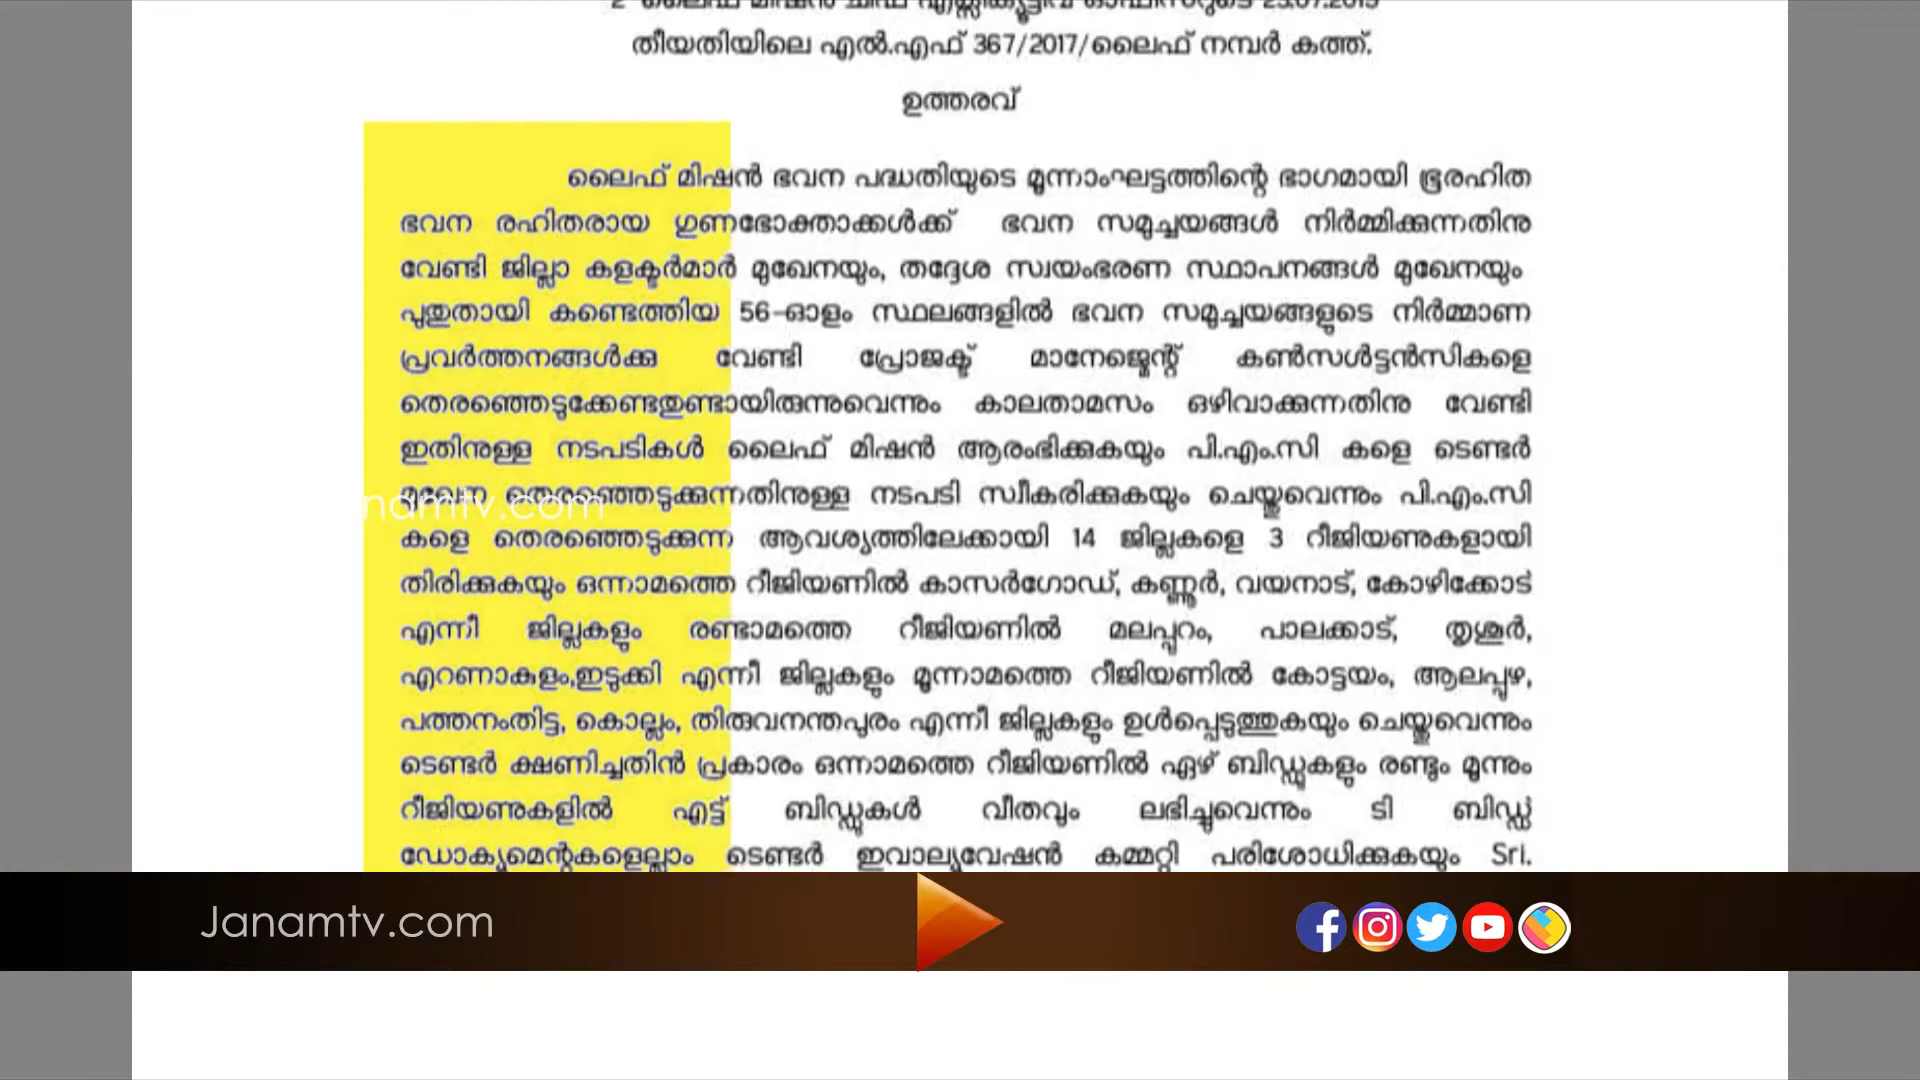 തീയതിയിലെ എൽ.എഫ് 367/2017/ലൈഫ് നമ്പർ കത്ത്.
ഉത്തരവ്
ലൈഫ് മിഷൻ ഭവന പദ്ധതിയുടെ മൂന്നാംഘട്ടത്തിന്റെ ഭാഗമായി ഭൂരഹിത
ഭവന രഹിതരായ ഗുണഭോക്താക്കൾക്ക് ഭവന സമുച്ചയങ്ങൾ നിർമ്മിക്കുന്നതിനു
വേണ്ടി ജില്ലാ കളക്ടർമാർ മുഖേനയും, തദ്ദേശ സ്വയംഭരണ സ്ഥാപനങ്ങൾ മുഖേനയും
പുതുതായി കണ്ടെത്തിയ 56-ഓളം സ്ഥലങ്ങളിൽ ഭവന സമുച്ചയങ്ങളുടെ നിർമ്മാണ
പ്രവർത്തനങ്ങൾക്കു വേണ്ടി പ്രോജക്ട് മാനേജ്മെന്റ് കൺസൾട്ടൻസികളെ
തെരഞ്ഞെടുക്കേണ്ടതുണ്ടായിരുന്നുവെന്നും കാലതാമസം ഒഴിവാക്കുന്നതിനു വേണ്ടി
ഇതിനുള്ള നടപടികൾ ലൈഫ് മിഷൻ ആരംഭിക്കുകയും പി.എം.സി കളെ ടെണ്ടർ
മുഖേന തെരഞ്ഞെടുക്കുന്നതിനുള്ള നടപടി സ്വീകരിക്കുകയും ചെയ്തുവെന്നും പി.എം.സി
കളെ തെരഞ്ഞെടുക്കുന്ന ആവശ്യത്തിലേക്കായി 14 ജില്ലകളെ 3 റീജിയണുകളായി
തിരിക്കുകയും ഒന്നാമത്തെ റീജിയണിൽ കാസർഗോഡ്, കണ്ണൂർ, വയനാട്, കോഴിക്കോട്
എന്നീ ജില്ലകളും രണ്ടാമത്തെ റീജിയണിൽ മലപ്പുറം, പാലക്കാട്, തൃശൂർ,
എറണാകുളം,ഇടുക്കി എന്നീ ജില്ലകളും മൂന്നാമത്തെ റീജിയണിൽ കോട്ടയം, ആലപ്പുഴ,
പത്തനംതിട്ട, കൊല്ലം, തിരുവനന്തപുരം എന്നീ ജില്ലകളും ഉൾപ്പെടുത്തുകയും ചെയ്തുവെന്നും
ടെണ്ടർ ക്ഷണിച്ചതിൻ പ്രകാരം ഒന്നാമത്തെ റീജിയണിൽ ഏഴ് ബിഡ്ഡുകളും രണ്ടും മൂന്നും
റീജിയണുകളിൽ എട്ട് ബിഡ്ഡുകൾ വീതവും ലഭിച്ചുവെന്നും ടി ബിഡ്ഡ്
ഡോക്യുമെന്റുകളെല്ലാം ടെണ്ടർ ഇവാല്യുവേഷൻ കമ്മറ്റി പരിശോധിക്കുകയും Sri.
namtv.com
Janamtv.com